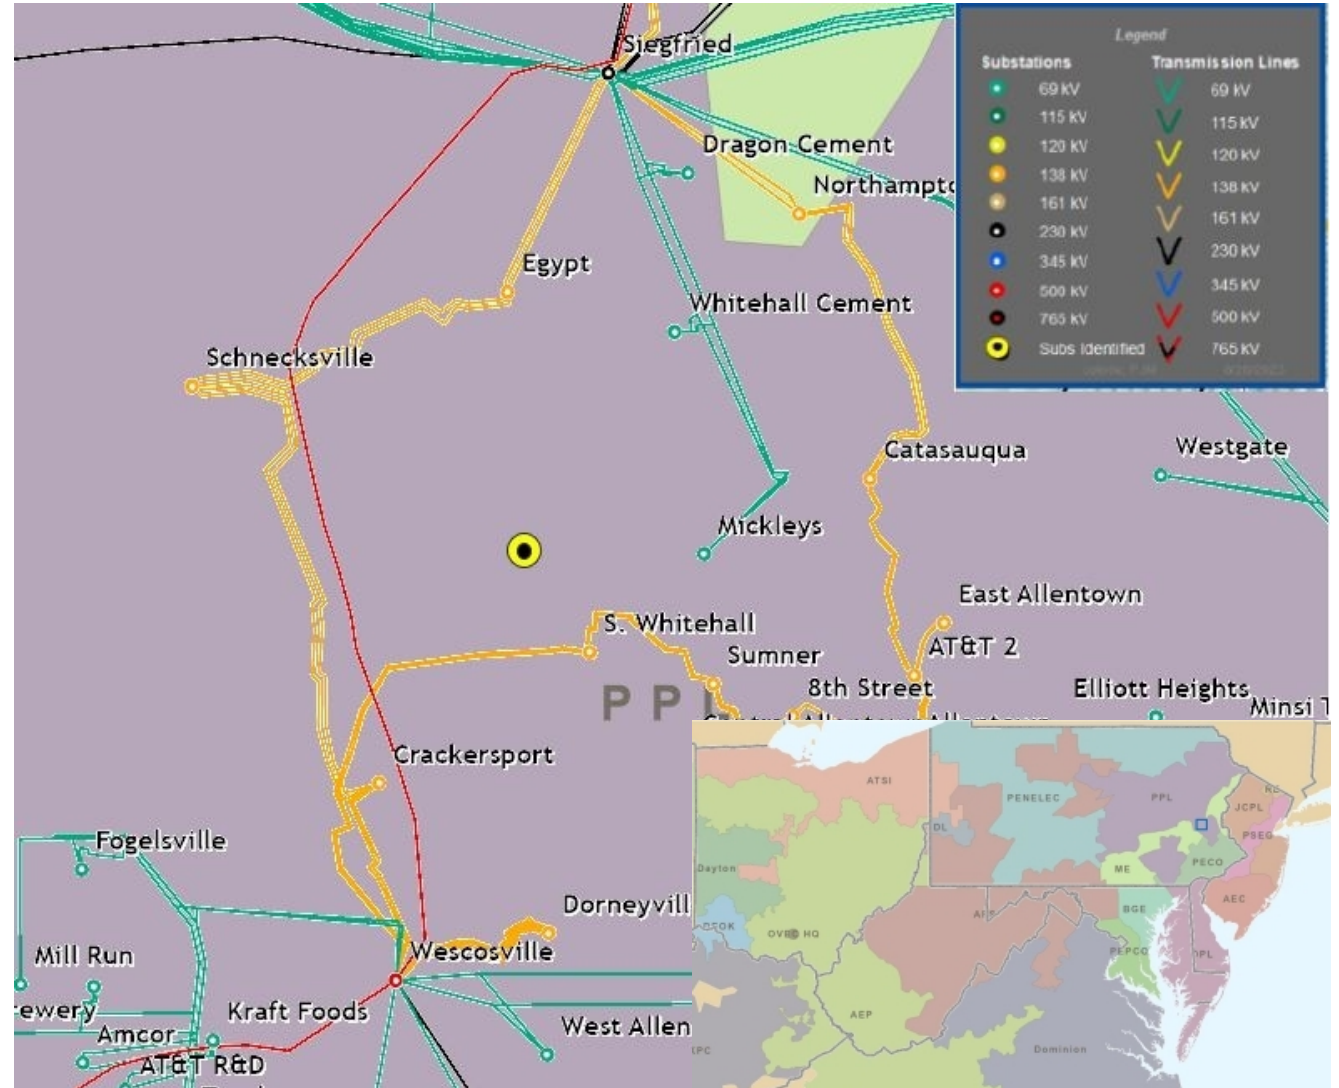 Siegfried
Dragon Cement
Northampto
Egypt
Whitehall Cement
Schnecksville
Catasauqua
Westgate
Mickleys
East Allentown
S. Whitehall
AT&T 2
Sumner
8th Street
Elliott Heights
Minsi T
PPL
Crackersport
Fogelsville
Dorneyvill
Wescosville
Mill Run
Kraft Foods
ewery
West Allen
Amcor
AT&T R&D
Legend
Substations
69 kV
115 kV
120 kV
138 kV
161 kV
230 kV
345 kV
500 kV
765 kV
Subs Identified
Transmission Lines
69 kV
115 kV
120 kV
138 kV
161 kV
230 kV
345 kV
500 kV
765 kV
ATSI
PENELEC
PPL
JCPL
DL
PSEG
Dayton
ME
PECO
AEC
BGE
OVEC HQ
PEPCO
DPL
AEP
Dominion